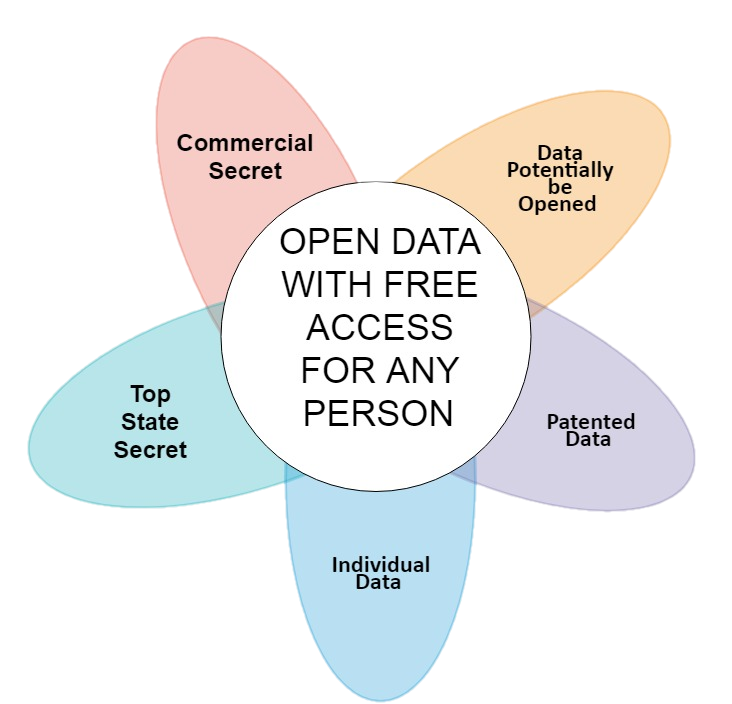 Commercial
Secret
Data
Potentially
be
Opened
OPEN DATA
WITH FREE
ACCESS
FOR ANY
PERSON
Top
State
Secret
Patented
Data
Individual
Data